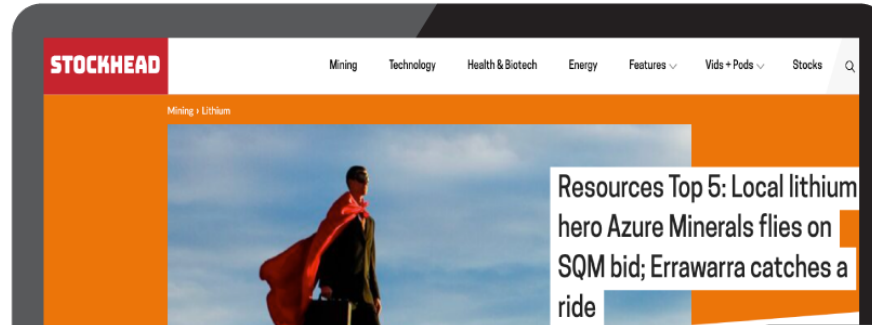 STOCKHEAD
Mining Technology Health & Biotech Energy Features Vids + Pods Stocks
Mining › Lithium
Resources Top 5: Local lithium
hero Azure Minerals flies on
SQM bid; Errawarra catches a
ride